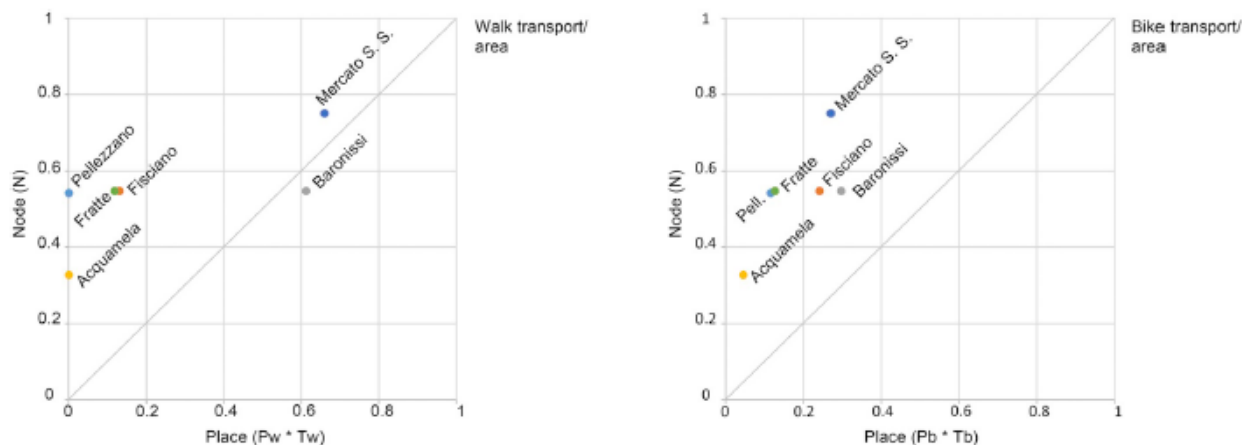 Walk transport/
area
1
0.8
0.6
0.4
0.2
0
Node (N)
Mercato S. S.
Pellezzano
Fratte
Fisciano
Baronissi
Acquamela
0
0.2
0.4
0.6
0.8
1
Place (Pw * Tw)
Bike transport/
area
1
0.8
0.6
0.4
0.2
0
Node (N)
Mercato S. S.
Pell.
Fratte
Fisciano
Baronissi
Acquamela
0
0.2
0.4
0.6
0.8
1
Place (Pb * Tb)